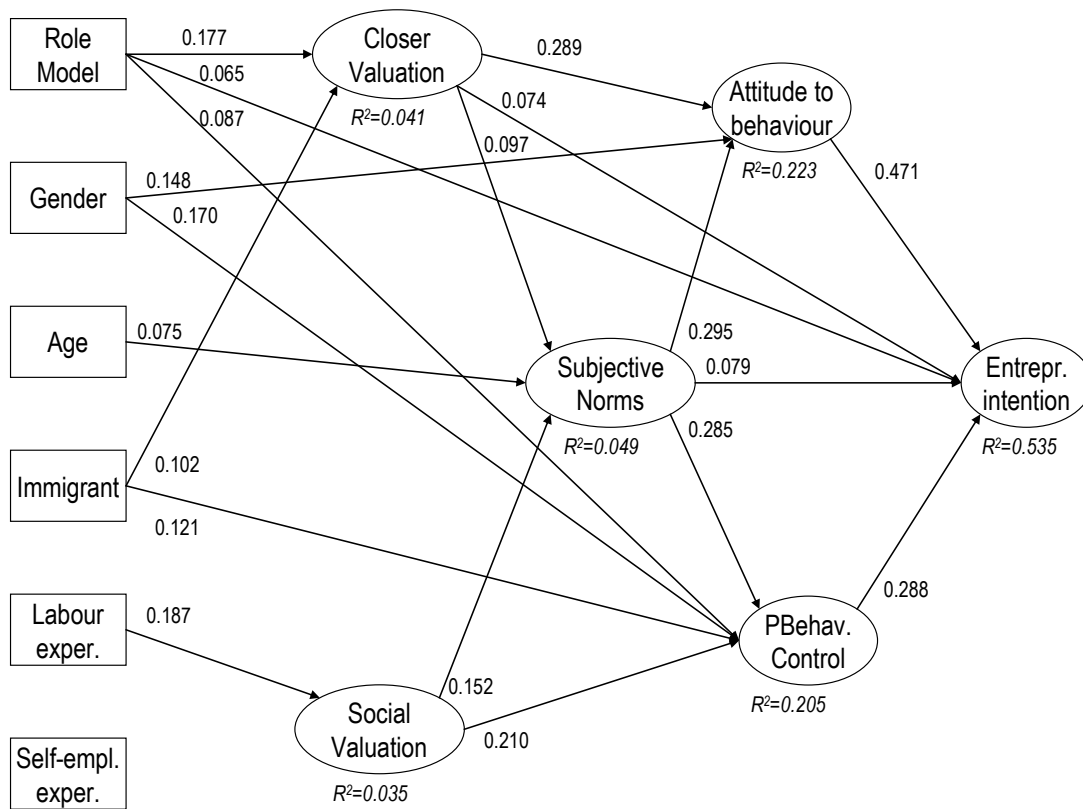 Role
Model
0.177
0.065
0.087
Closer
Valuation
R²=0.041
0.289
0.074
0.097
Attitude to
behaviour
R²=0.223
0.471
Gender
0.148
0.170
Age
0.075
Subjective
Norms
R²=0.049
0.295
0.079
0.285
Entrepr.
intention
R²=0.535
Immigrant
0.102
0.121
Labour
exper.
0.187
Social
Valuation
R²=0.035
0.152
0.210
PBehav.
Control
R²=0.205
0.288
Self-empl.
exper.